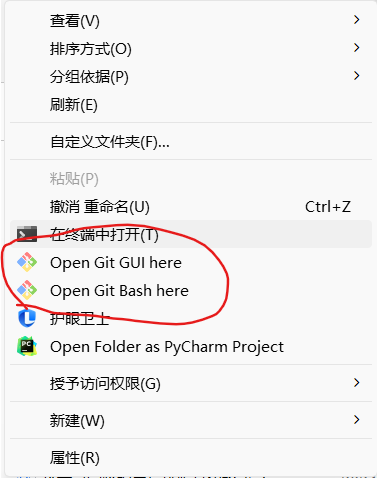 查看(V)
排序方式(O)
分组依据(P)
刷新(E)
自定义文件夹(F)...
粘贴(P)
撤消 重命名(U) Ctrl+Z
在终端中打开(T)
Open Git GUI here
Open Git Bash here
护眼卫士
Open Folder as PyCharm Project
授予访问权限(G)
新建(W)
属性(R)